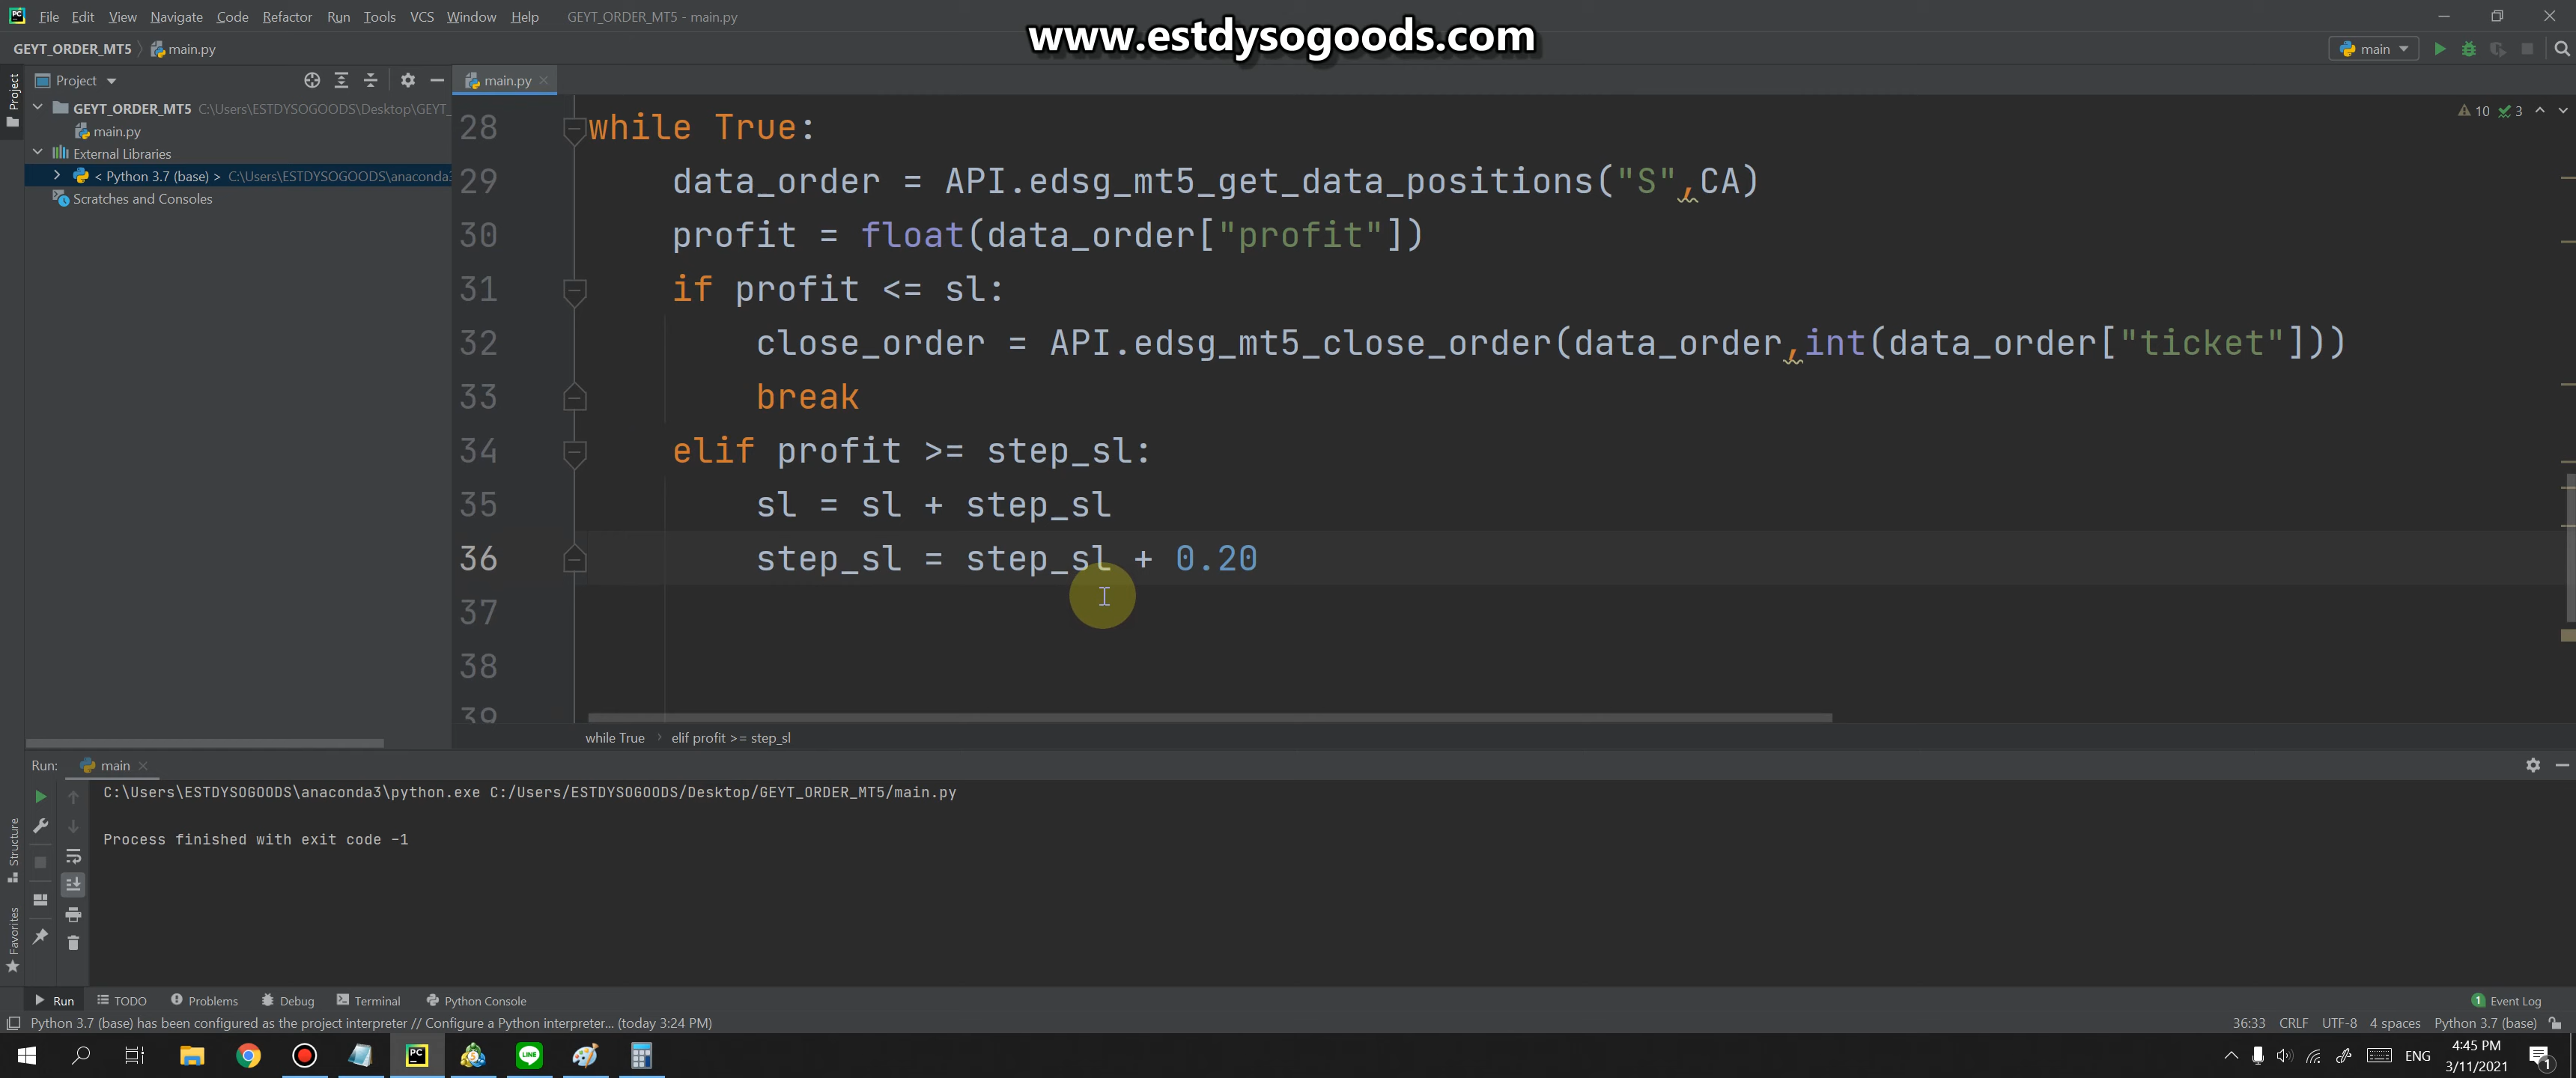 File Edit View Navigate Code Refactor Run Tools VCS Window Help GEYT_ORDER_MT5 - main.py
www.estdysogoods.com
GEYT_ORDER_MT5 main.py
main
Project
Project
main.py
GEYT_ORDER_MT5 C:\Users\ESTDYSOGOODS\Desktop\GEYT_
main.py
External Libraries
< Python 3.7 (base) > C:\Users\ESTDYSOGOODS\anaconda3
Scratches and Consoles
10 3
28 while True:
29 data_order = API.edsg_mt5_get_data_positions("S",CA)
30 profit = float(data_order["profit"])
31 if profit <= sl:
32 close_order = API.edsg_mt5_close_order(data_order,int(data_order["ticket"]))
33 break
34 elif profit >= step_sl:
35 sl = sl + step_sl
36 step_sl = step_sl + 0.20
37
38
39
while True elif profit >= step_sl
Run: main
C:\Users\ESTDYSOGOODS\anaconda3\python.exe C:/Users/ESTDYSOGOODS/Desktop/GEYT_ORDER_MT5/main.py
Process finished with exit code -1
Structure
Favorites
Run TODO Problems Debug Terminal Python Console 1 Event Log
Python 3.7 (base) has been configured as the project interpreter // Configure a Python interpreter... (today 3:24 PM) 36:33 CRLF UTF-8 4 spaces Python 3.7 (base)
PC
LINE
ENG
4:45 PM
3/11/2021
1